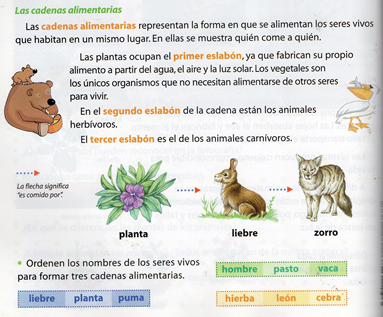 Las cadenas alimentarias
Las cadenas alimentarias representan la forma en que se alimentan los seres vivos
que habitan en un mismo lugar. En ellas se muestra quién come a quién.
Las plantas ocupan el primer eslabón, ya que fabrican su propio
alimento a partir del agua, el aire y la luz solar. Los vegetales son
los únicos organismos que no necesitan alimentarse de otros seres
para vivir.
En el segundo eslabón de la cadena están los animales
herbívoros.
El tercer eslabón es el de los animales carnívoros.
La flecha significa
"es comido por".
planta liebre zorro
• Ordenen los nombres de los seres vivos
para formar tres cadenas alimentarias.
hombre pasto vaca
liebre planta puma
hierba león cebra